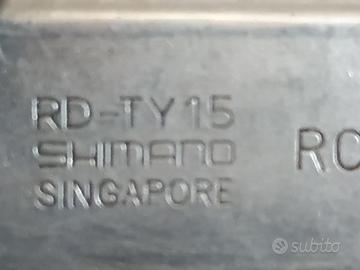 RD-TY15
SHIMANO
SINGAPORE
RC
subito